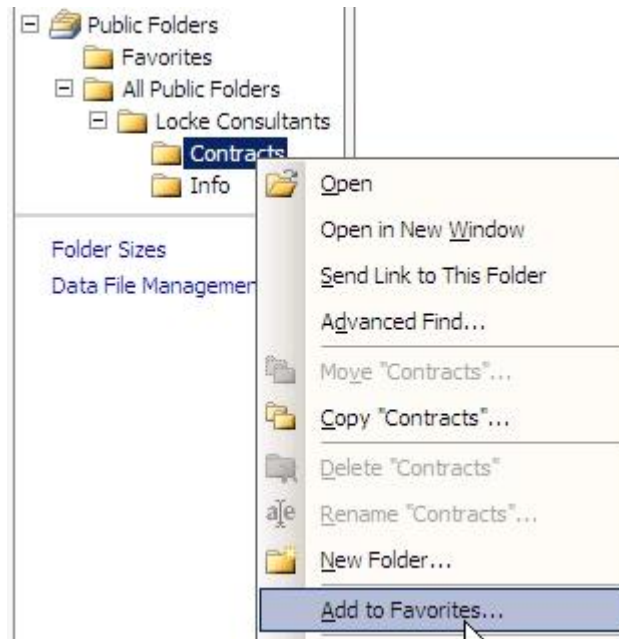 Public Folders
Favorites
All Public Folders
Locke Consultants
Contracts
Info
Folder Sizes
Data File Managemen
Open
Open in New Window
Send Link to This Folder
Advanced Find...
Move "Contracts"...
Copy "Contracts"...
Delete "Contracts"
Rename "Contracts"...
New Folder...
Add to Favorites...